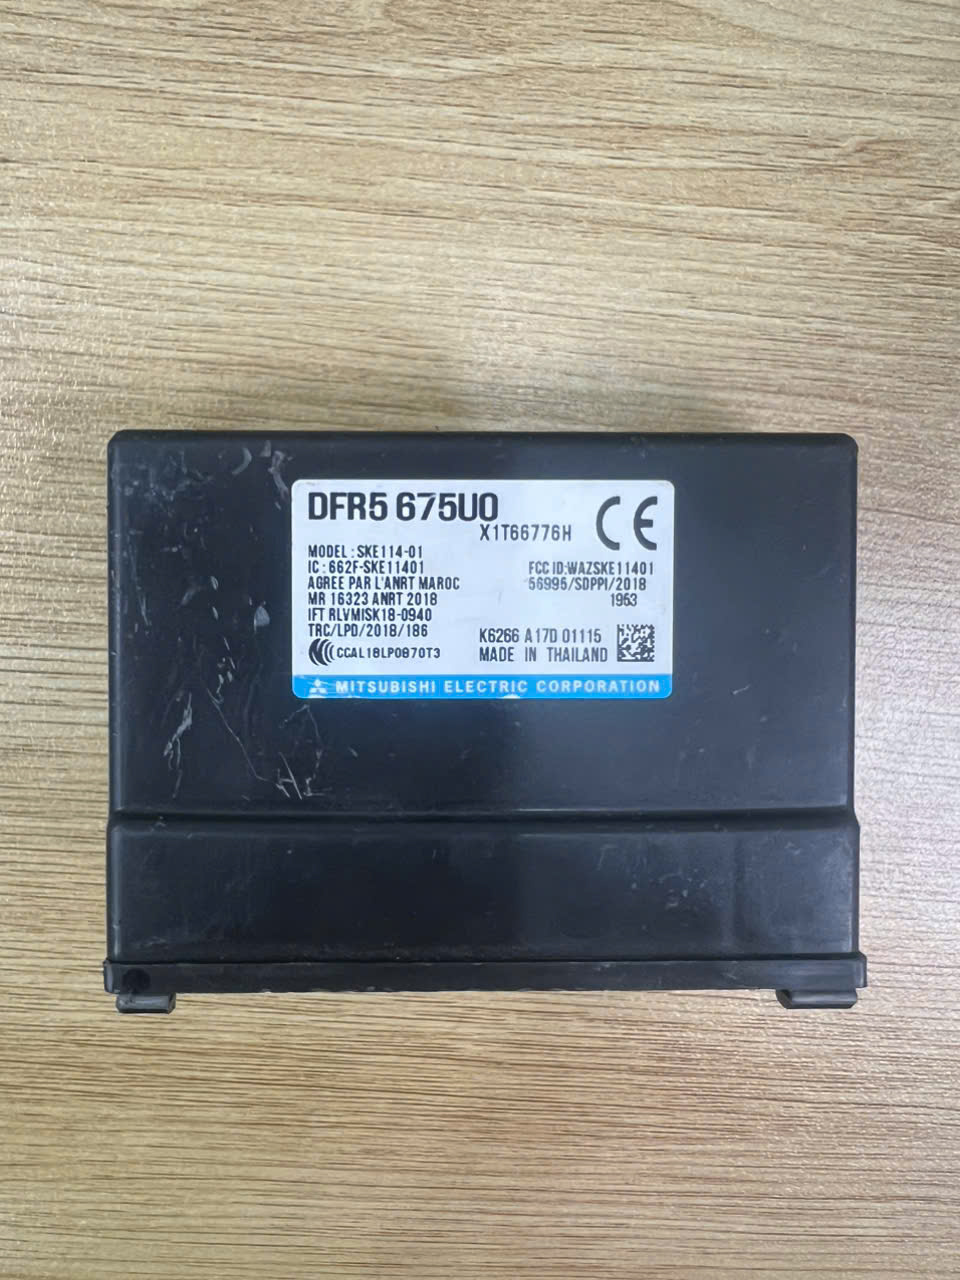 DFR5 675U0
X1T66776H
CE
MODEL : SKE114-01
IC : 662F-SKE11401
FCC ID:WAZSKE11401
AGREE PAR L'ANRT MAROC
56995/SDPPI/2018
MR 16323 ANRT 2018
1953
IFT RLVMISK18-0940
TRC/LPD/2018/186
K6266 A17D 01115
CCAL18LP0870T3
MADE IN THAILAND
MITSUBISHI ELECTRIC CORPORATION